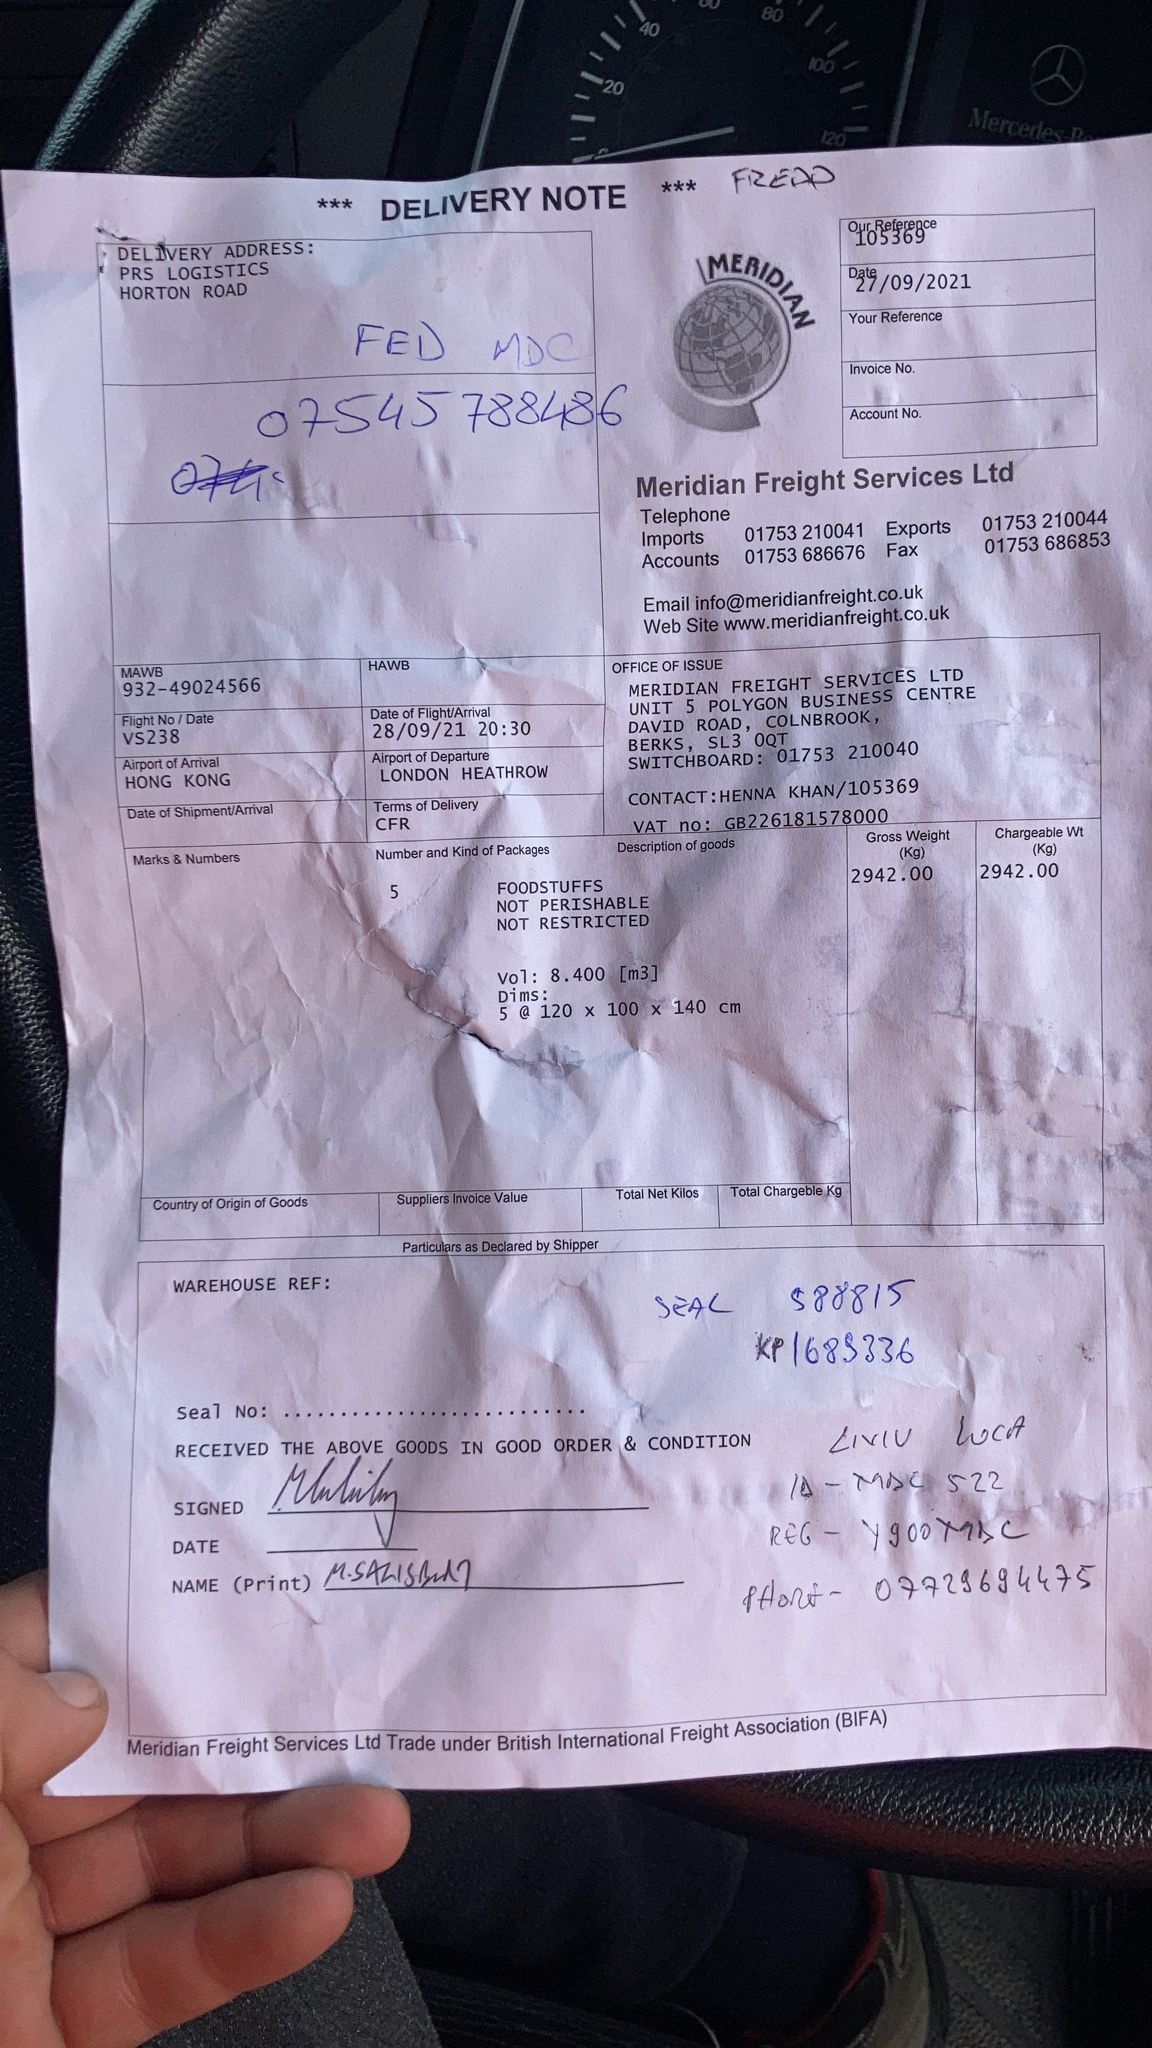 *** DELIVERY NOTE *** FREDD
DELIVERY ADDRESS:
PRS LOGISTICS
HORTON ROAD
FED MDC
07545 788486
MERIDIAN
Our Reference
105369
Date
27/09/2021
Your Reference
Invoice No.
Account No.
Meridian Freight Services Ltd
Telephone
Imports 01753 210041 Exports 01753 210044
Accounts 01753 686676 Fax 01753 686853
Email info@meridianfreight.co.uk
Web Site www.meridianfreight.co.uk
MAWB
932-49024566
HAWB
Flight No / Date
VS238
Date of Flight/Arrival
28/09/21 20:30
Airport of Arrival
HONG KONG
Airport of Departure
LONDON HEATHROW
Date of Shipment/Arrival
Terms of Delivery
CFR
OFFICE OF ISSUE
MERIDIAN FREIGHT SERVICES LTD
UNIT 5 POLYGON BUSINESS CENTRE
DAVID ROAD, COLNBROOK,
BERKS, SL3 0QT
SWITCHBOARD: 01753 210040
CONTACT:HENNA KHAN/105369
VAT no: GB226181578000
Marks & Numbers
Number and Kind of Packages
Description of goods
Gross Weight
(Kg)
Chargeable Wt
(Kg)
5
FOODSTUFFS
NOT PERISHABLE
NOT RESTRICTED
2942.00
2942.00
Vol: 8.400 [m3]
Dims:
5 @ 120 x 100 x 140 cm
Country of Origin of Goods
Suppliers Invoice Value
Total Net Kilos
Total Chargeble Kg
Particulars as Declared by Shipper
WAREHOUSE REF:
SEAL 588815
KP1689336
Seal No: ...........................
RECEIVED THE ABOVE GOODS IN GOOD ORDER & CONDITION
LIVIU LUCA
ID - MDC 522
REG - Y900MDC
PHONE - 07729694475
SIGNED
DATE
NAME (Print) M.SALISBURY
Meridian Freight Services Ltd Trade under British International Freight Association (BIFA)
20
40
60
80
100
120